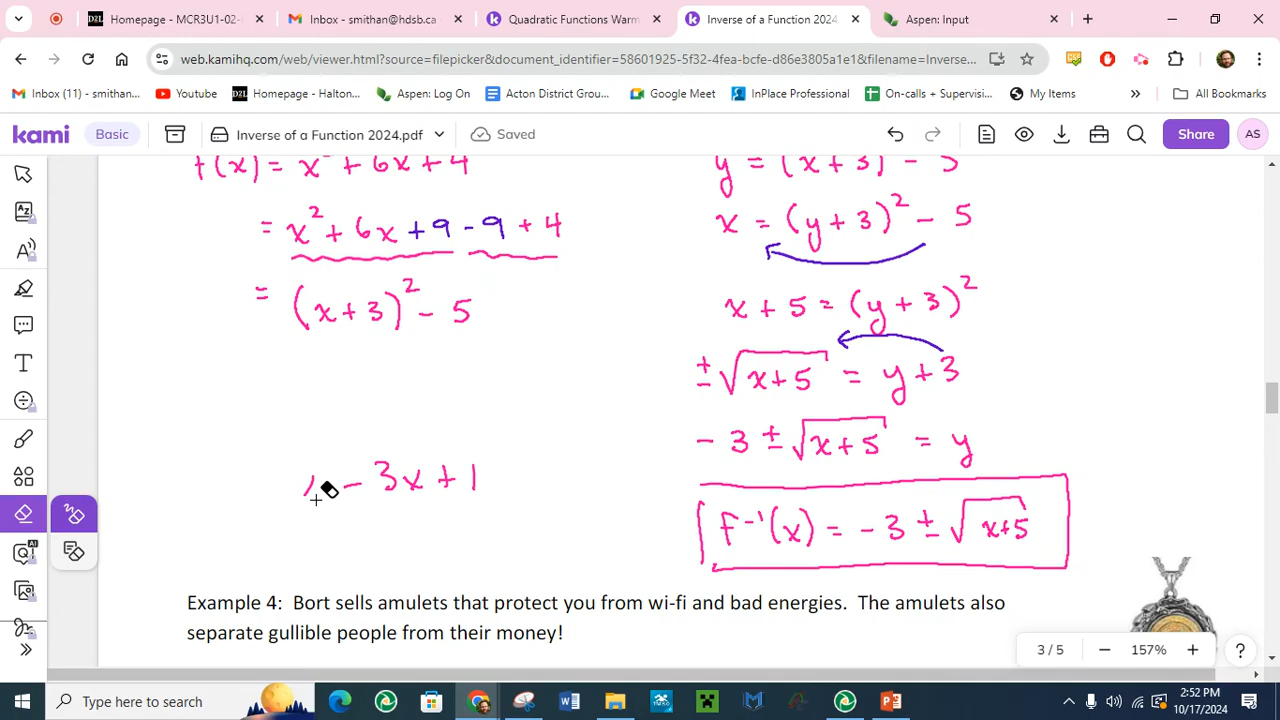 Homepage - MCR3U1-02-
Inbox - smithan@hdsb.ca
Quadratic Functions Warm
Inverse of a Function 2024.
Aspen: Input
web.kamihq.com/web/viewer.html?source=filepicker&document_identifier=58601925-5f32-4fea-bcfe-d86e3805a1e1&filename=Inverse...
Inbox (11) - smithan...
Youtube
Homepage - Halton...
Aspen: Log On
Acton District Grou...
Google Meet
InPlace Professional
On-calls + Supervisi...
My Items
All Bookmarks
kami
Basic
Inverse of a Function 2024.pdf
Saved
Share
AS
f(x) = x² + 6x + 4
= x² + 6x + 9 - 9 + 4
= (x + 3)² - 5
- 3x + 1
y = (x + 3) - 5
x = (y + 3)² - 5
x + 5 = (y + 3)²
± √x+5 = y + 3
- 3 ± √x+5 = y
f⁻¹(x) = - 3 ± √x+5
Example 4: Bort sells amulets that protect you from wi-fi and bad energies. The amulets also
separate gullible people from their money!
3 / 5
157%
Type here to search
2:52 PM
10/17/2024